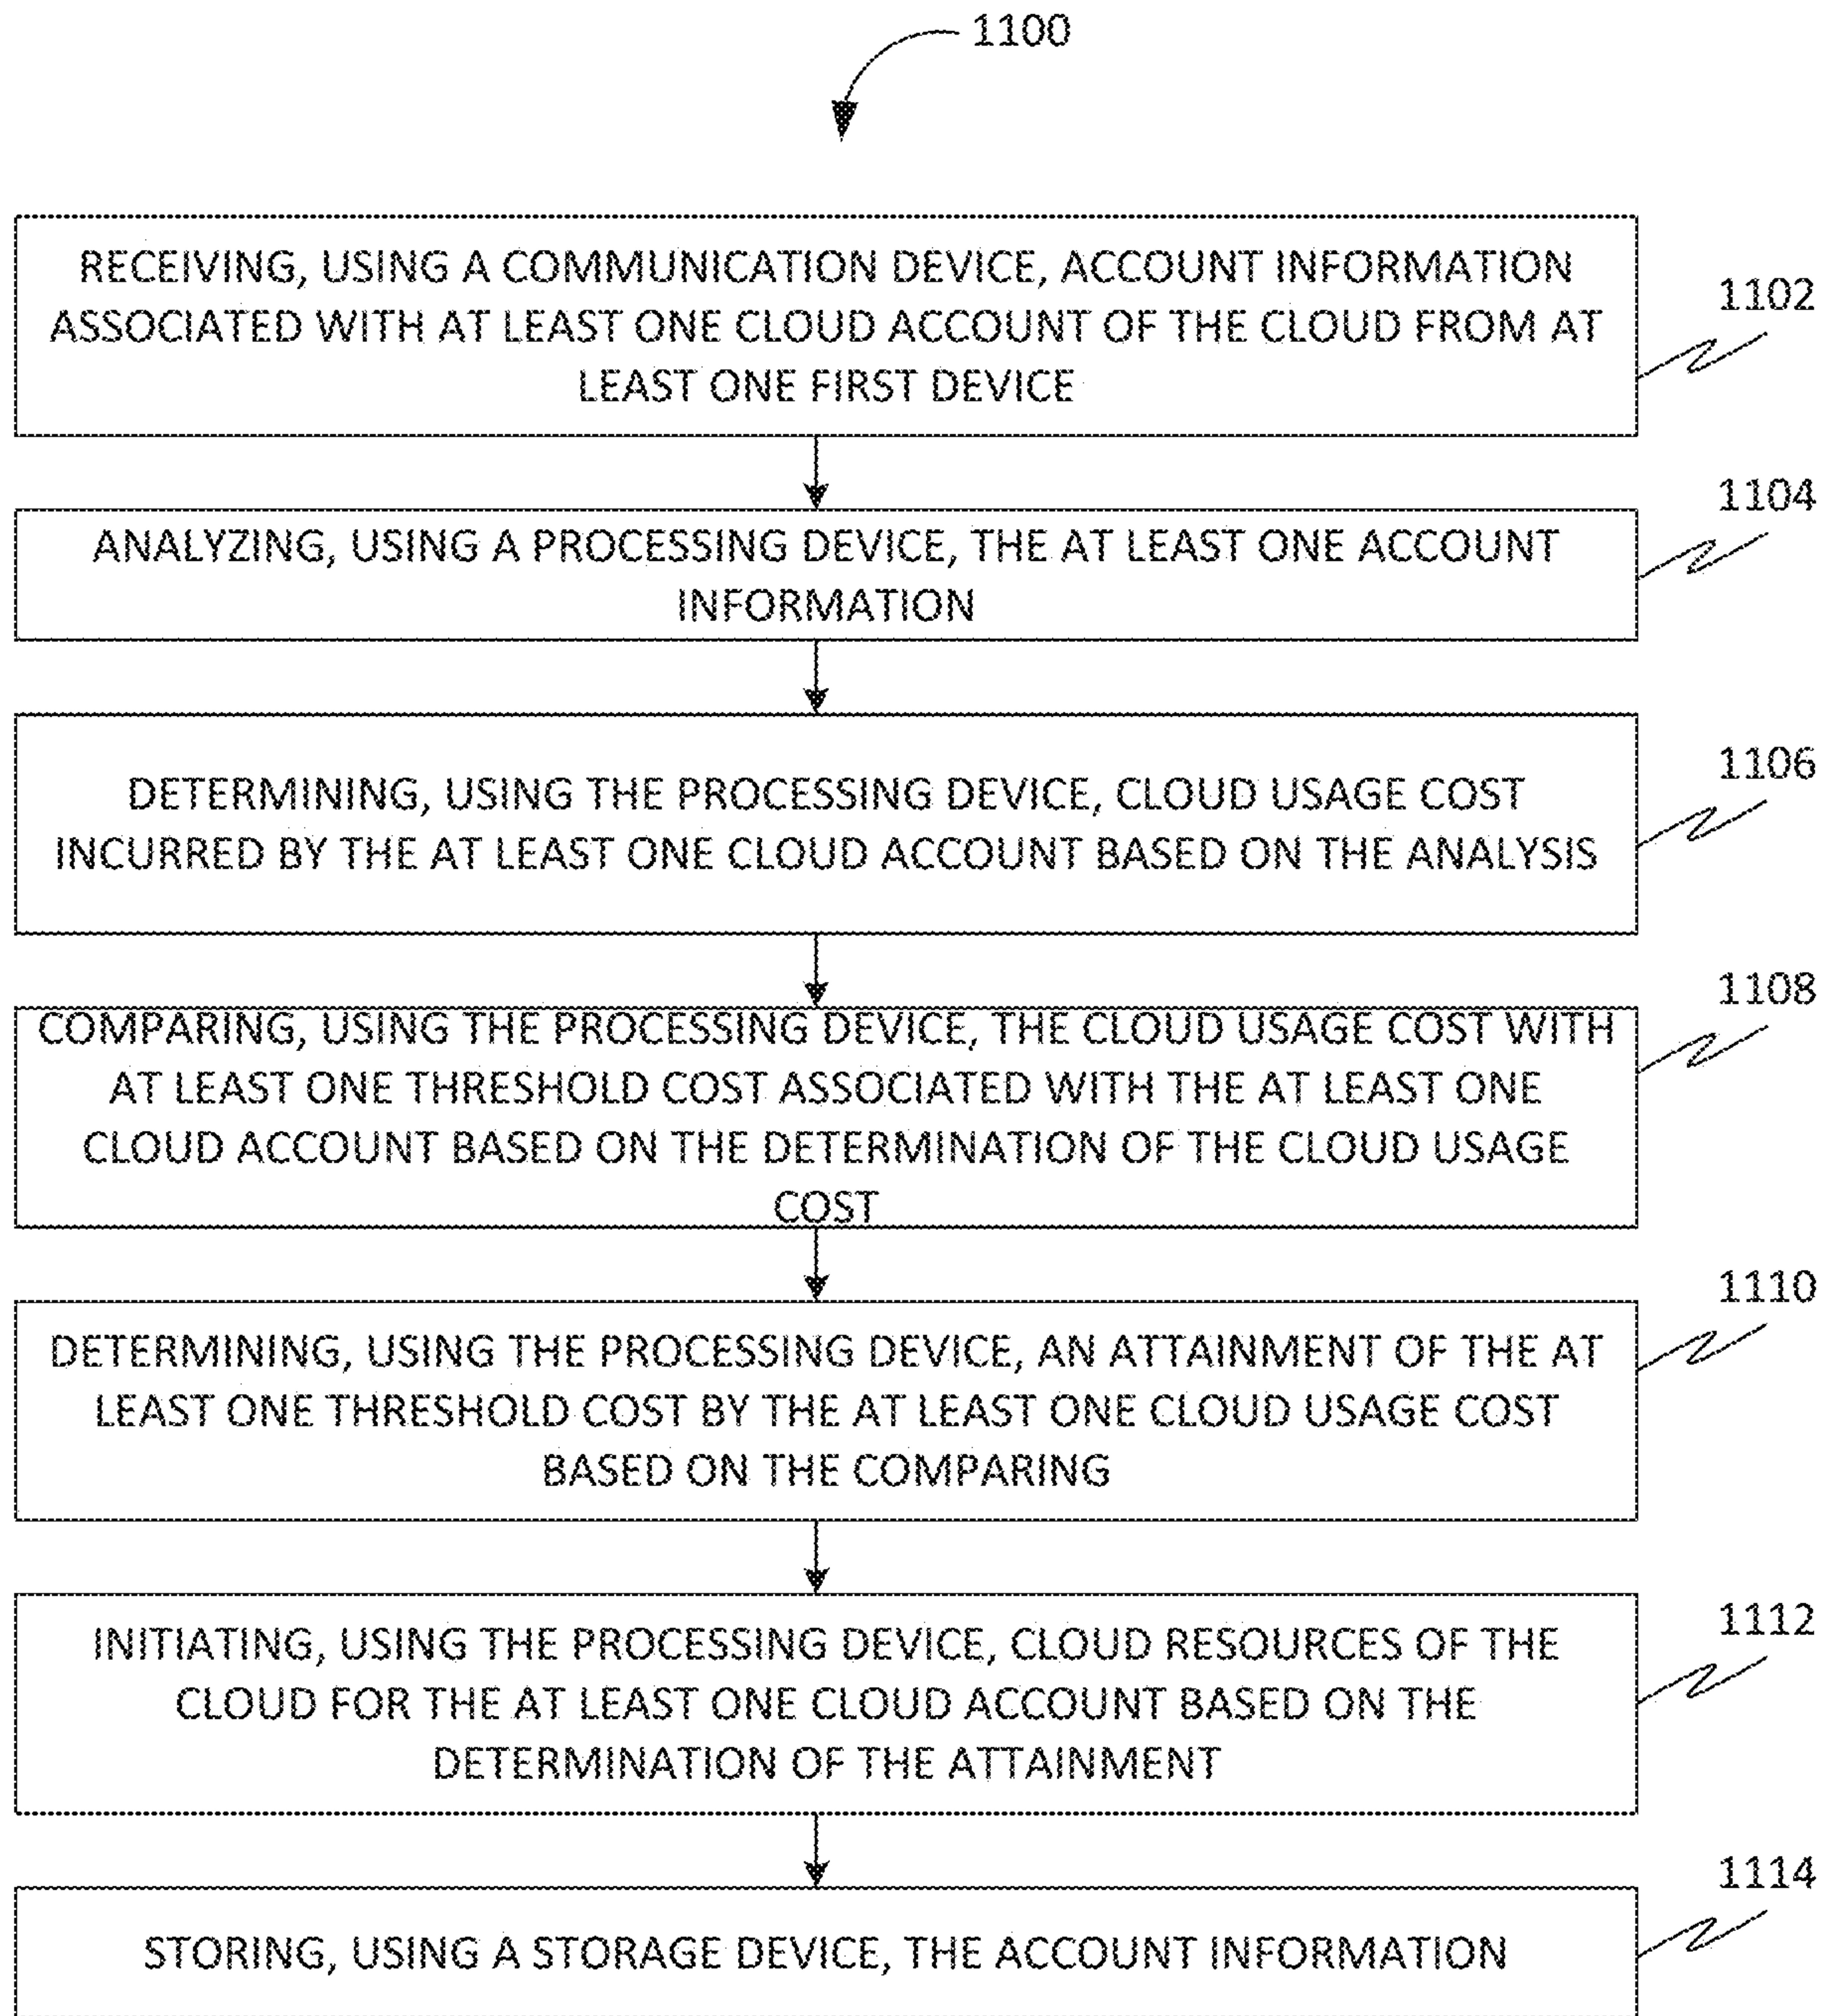 1100
RECEIVING, USING A COMMUNICATION DEVICE, ACCOUNT INFORMATION
ASSOCIATED WITH AT LEAST ONE CLOUD ACCOUNT OF THE CLOUD FROM AT
LEAST ONE FIRST DEVICE
1102
ANALYZING, USING A PROCESSING DEVICE, THE AT LEAST ONE ACCOUNT
INFORMATION
1104
DETERMINING, USING THE PROCESSING DEVICE, CLOUD USAGE COST
INCURRED BY THE AT LEAST ONE CLOUD ACCOUNT BASED ON THE ANALYSIS
1106
COMPARING, USING THE PROCESSING DEVICE, THE CLOUD USAGE COST WITH
AT LEAST ONE THRESHOLD COST ASSOCIATED WITH THE AT LEAST ONE
CLOUD ACCOUNT BASED ON THE DETERMINATION OF THE CLOUD USAGE
COST
1108
DETERMINING, USING THE PROCESSING DEVICE, AN ATTAINMENT OF THE AT
LEAST ONE THRESHOLD COST BY THE AT LEAST ONE CLOUD USAGE COST
BASED ON THE COMPARING
1110
INITIATING, USING THE PROCESSING DEVICE, CLOUD RESOURCES OF THE
CLOUD FOR THE AT LEAST ONE CLOUD ACCOUNT BASED ON THE
DETERMINATION OF THE ATTAINMENT
1112
STORING, USING A STORAGE DEVICE, THE ACCOUNT INFORMATION
1114